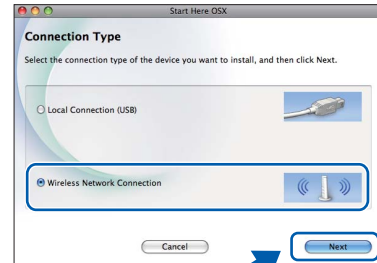 Start Here OSX
Connection Type
Select the connection type of the device you want to install, and then click Next.
Local Connection (USB)
Wireless Network Connection
Cancel
Next